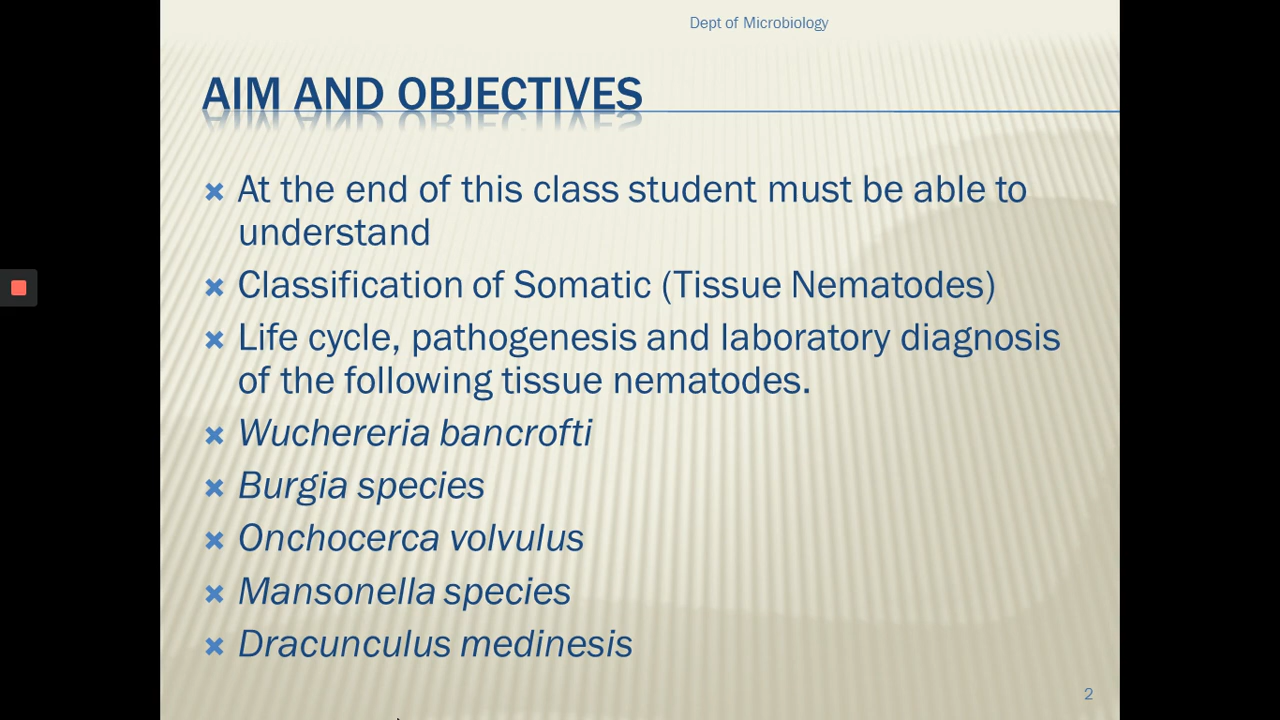 Dept of Microbiology
AIM AND OBJECTIVES
At the end of this class student must be able to
understand
Classification of Somatic (Tissue Nematodes)
Life cycle, pathogenesis and laboratory diagnosis
of the following tissue nematodes.
Wuchereria bancrofti
Burgia species
Onchocerca volvulus
Mansonella species
Dracunculus medinesis
2